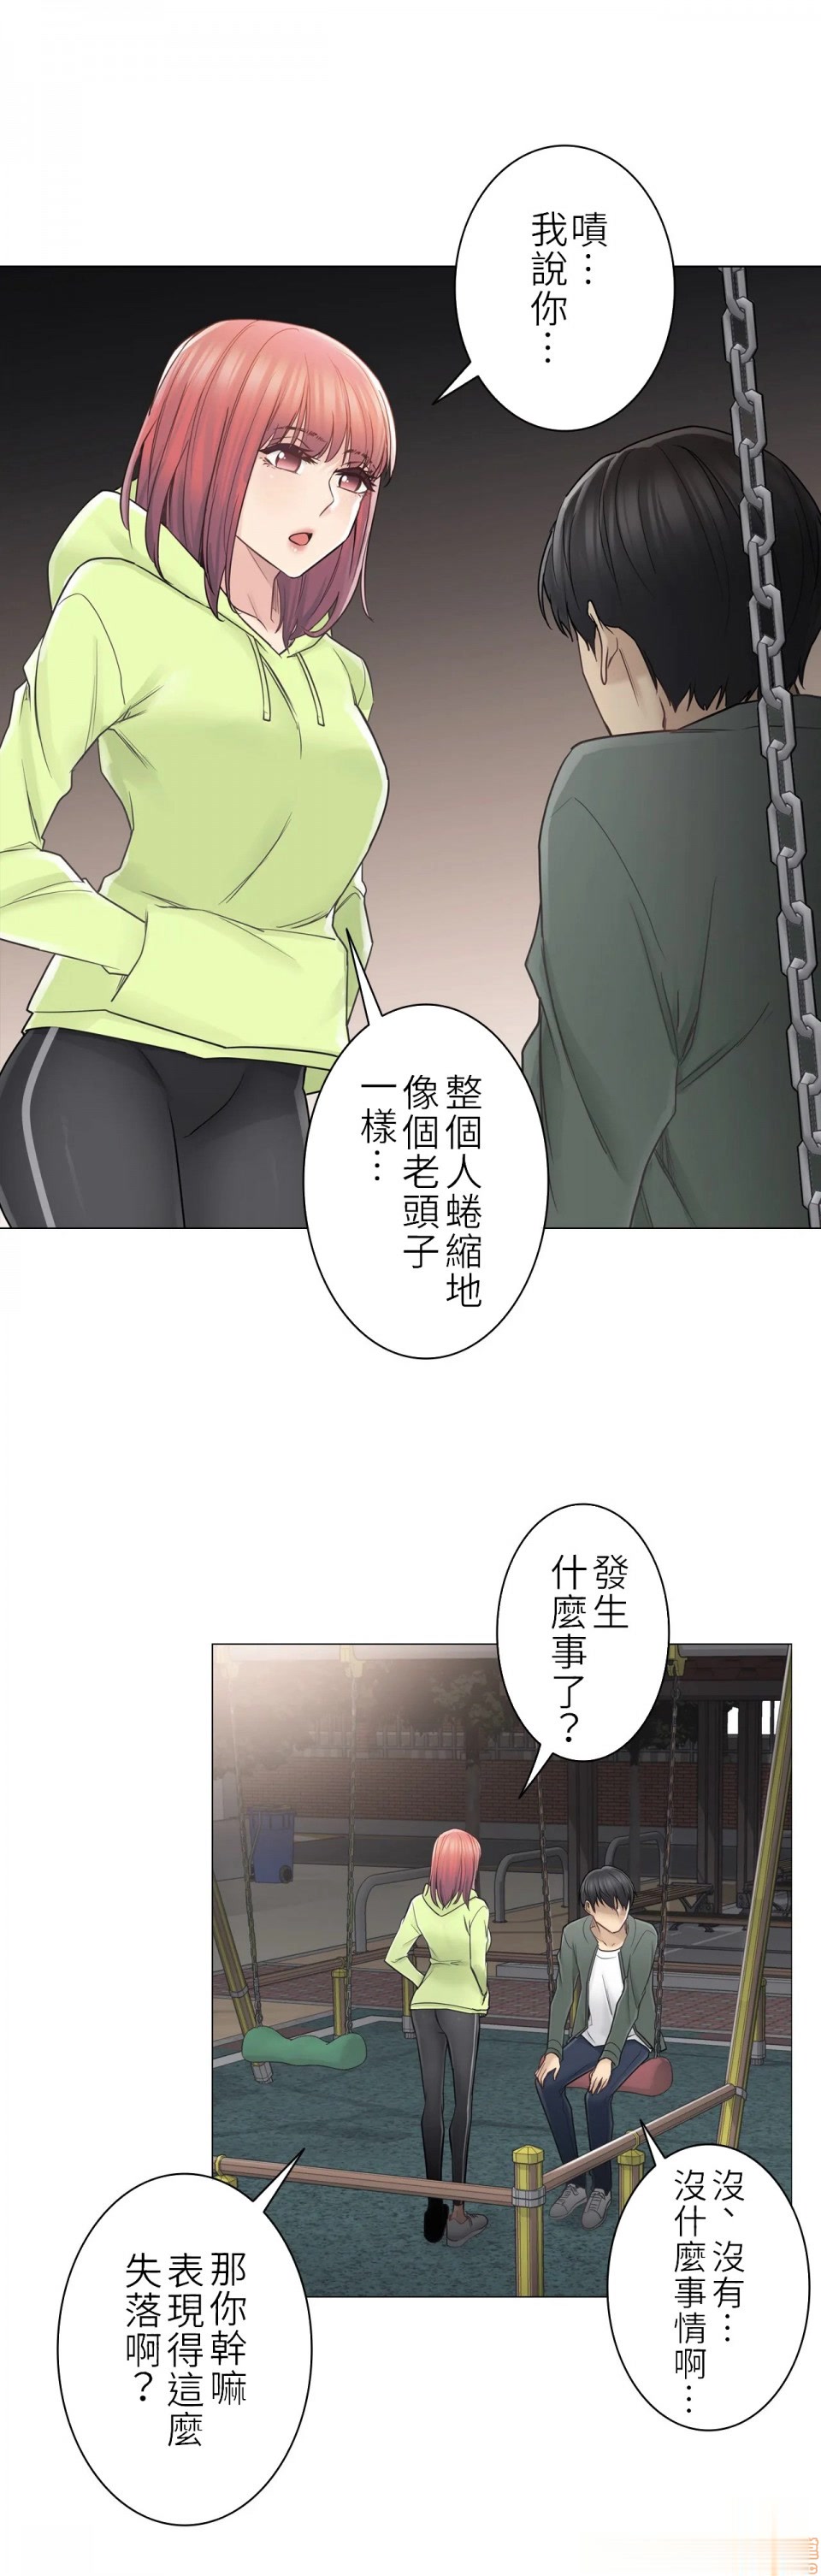 嘖…
我說你…
整個人蜷縮地
像個老頭子
一樣…
發生
什麼事了？
沒、沒有…
沒什麼事情啊…
那你幹嘛
表現得這麼
失落啊？